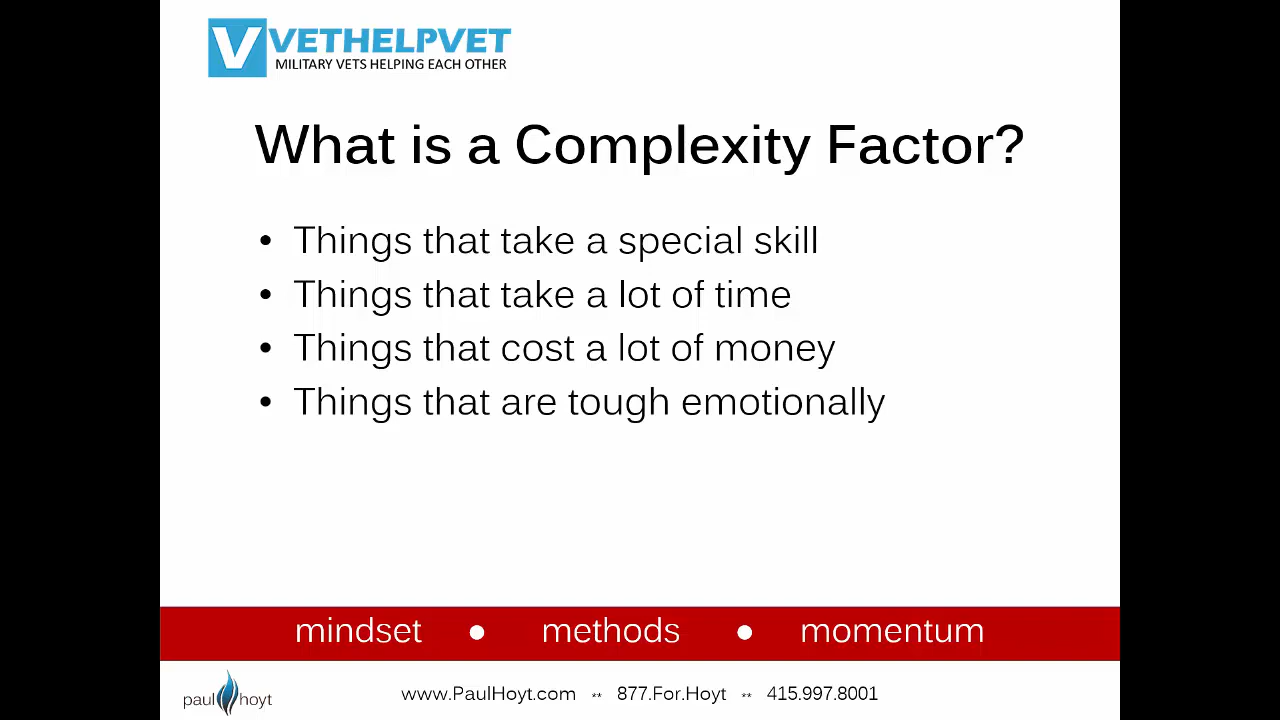 V VETHELPVET
MILITARY VETS HELPING EACH OTHER
What is a Complexity Factor?
• Things that take a special skill
• Things that take a lot of time
• Things that cost a lot of money
• Things that are tough emotionally
mindset ● methods ● momentum
paul hoyt www.PaulHoyt.com ** 877.For.Hoyt ** 415.997.8001